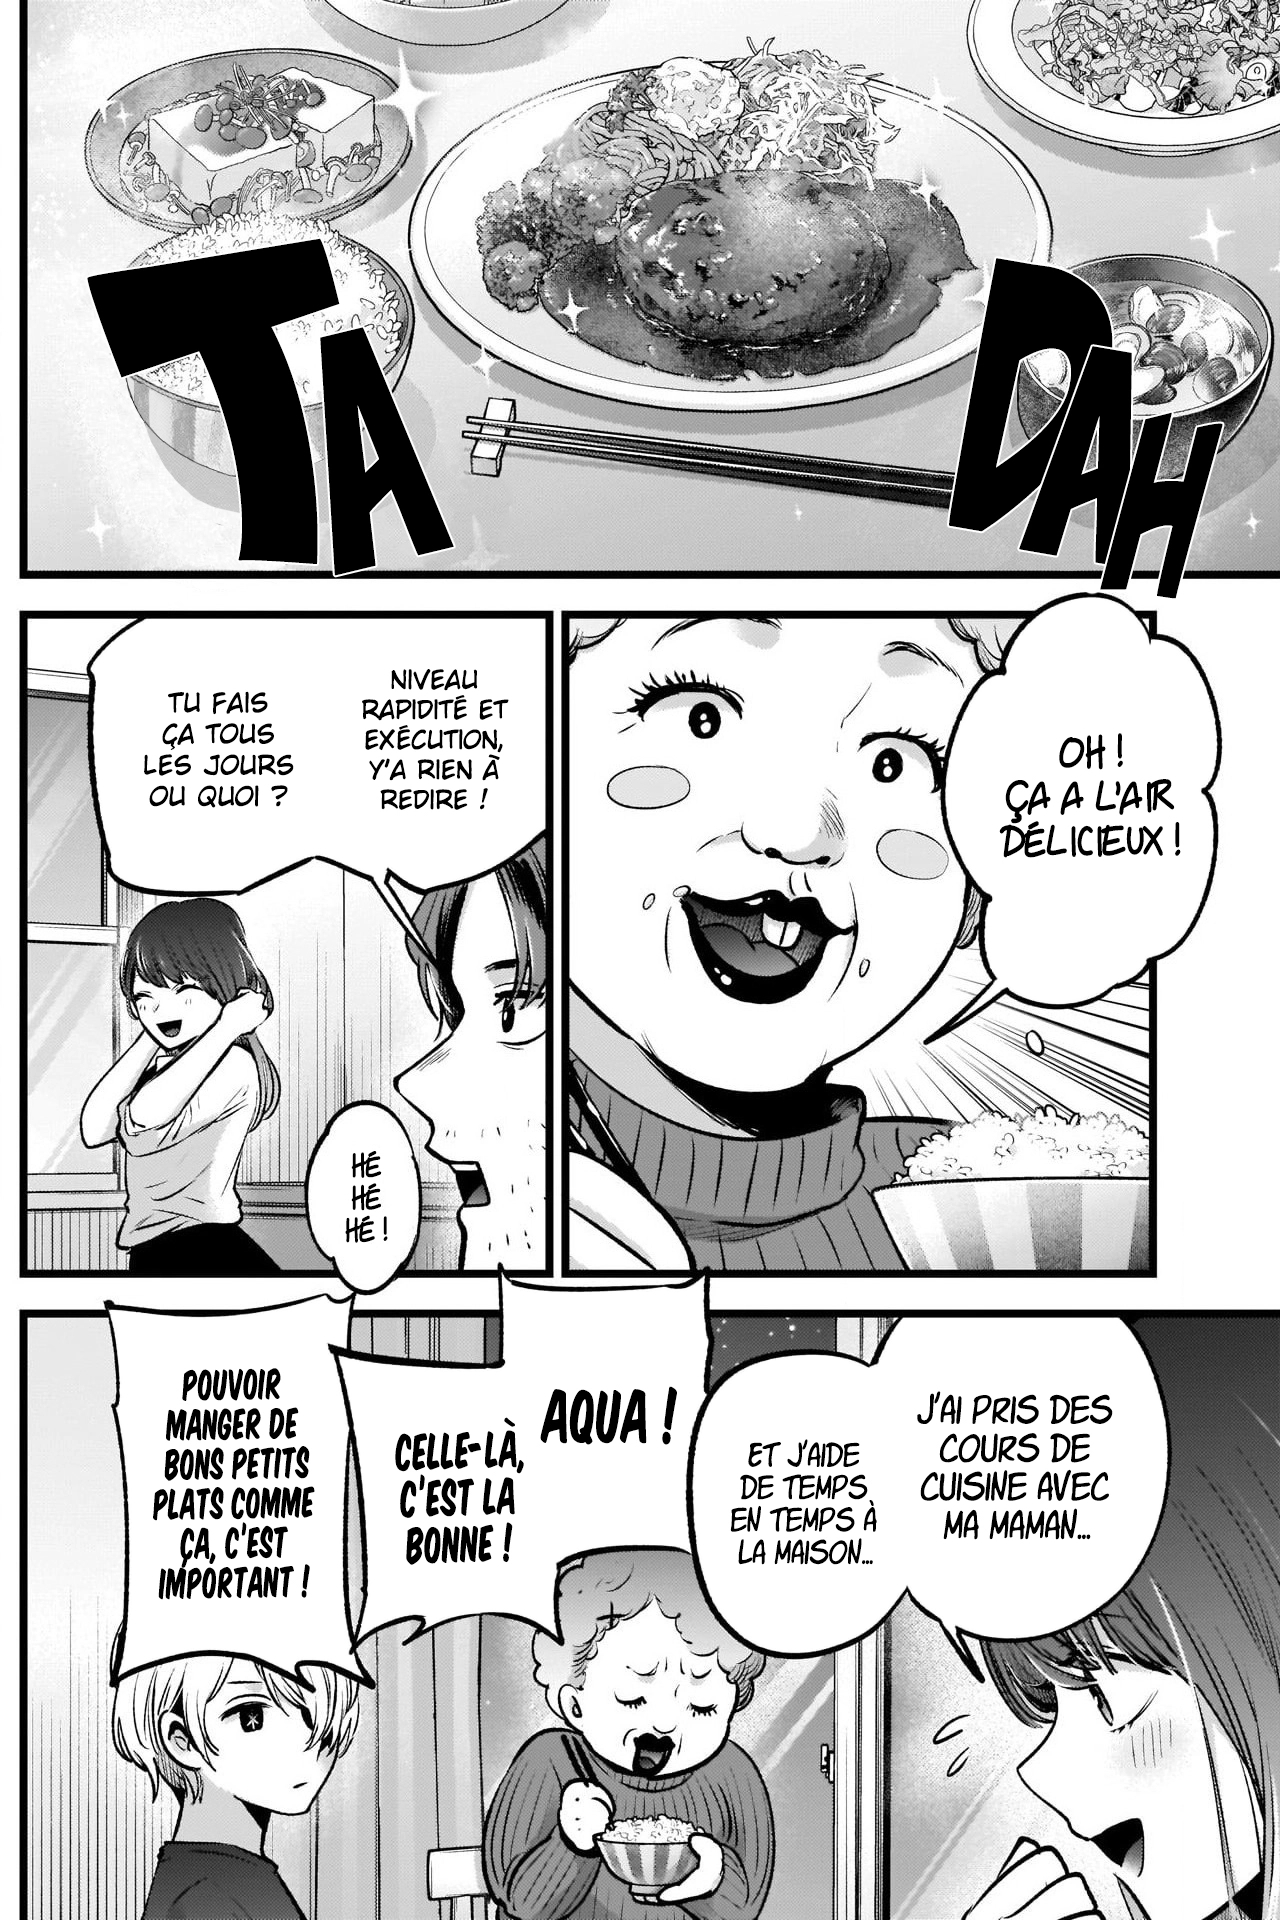 TA
DAH
OH !
ÇA A L'AIR
DÉLICIEUX !
NIVEAU
RAPIDITÉ ET
EXÉCUTION,
Y'A RIEN À
REDIRE !
TU FAIS
ÇA TOUS
LES JOURS
OU QUOI ?
HÉ
HÉ
HÉ !
J'AI PRIS DES
COURS DE
CUISINE AVEC
MA MAMAN...
ET J'AIDE
DE TEMPS
EN TEMPS À
LA MAISON...
AQUA !
CELLE-LÀ,
C'EST LA
BONNE !
POUVOIR
MANGER DE
BONS PETITS
PLATS COMME
ÇA, C'EST
IMPORTANT !